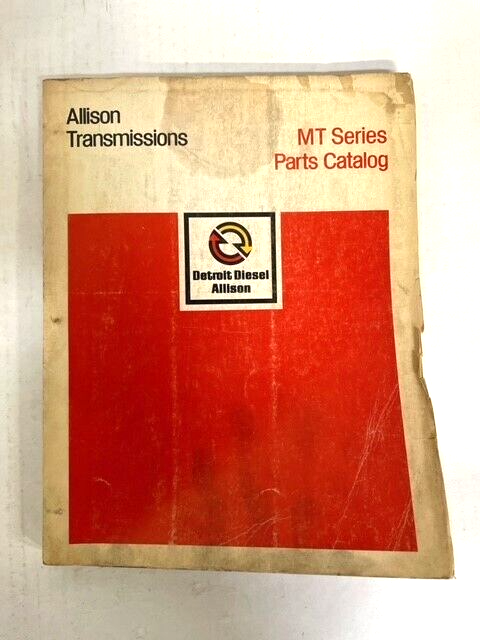 Allison
Transmissions
MT Series
Parts Catalog
Detroit Diesel
Allison